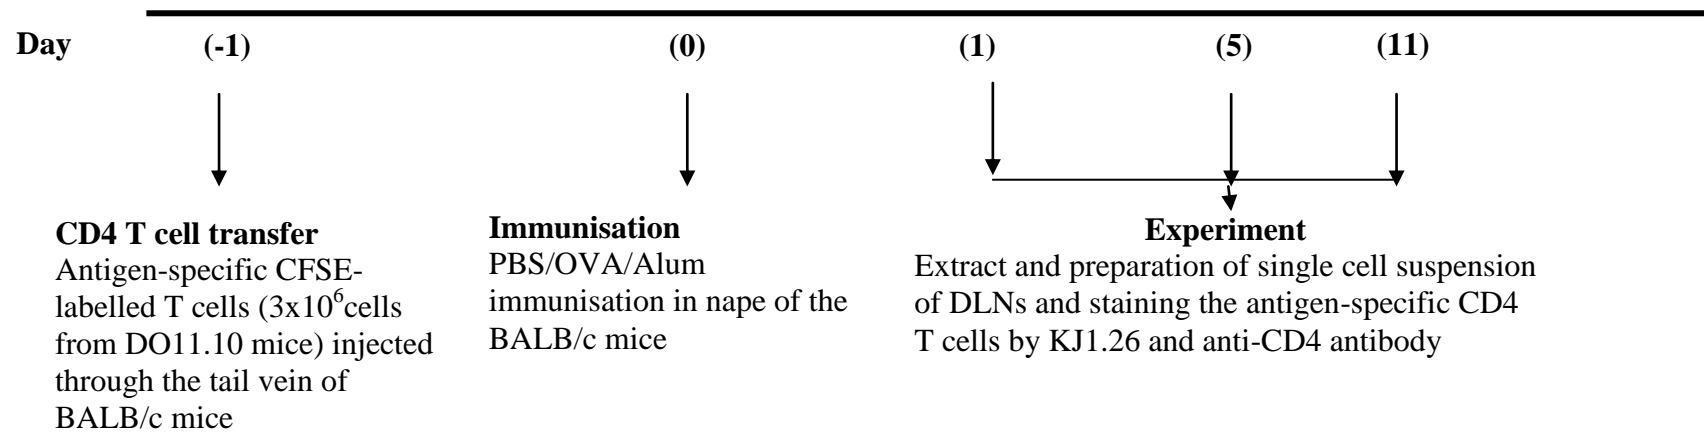 Day (-1) (0) (1) (5) (11)
CD4 T cell transfer
Antigen-specific CFSE-
labelled T cells (3x10⁶cells
from DO11.10 mice) injected
through the tail vein of
BALB/c mice
Immunisation
PBS/OVA/Alum
immunisation in nape of the
BALB/c mice
Experiment
Extract and preparation of single cell suspension
of DLNs and staining the antigen-specific CD4
T cells by KJ1.26 and anti-CD4 antibody